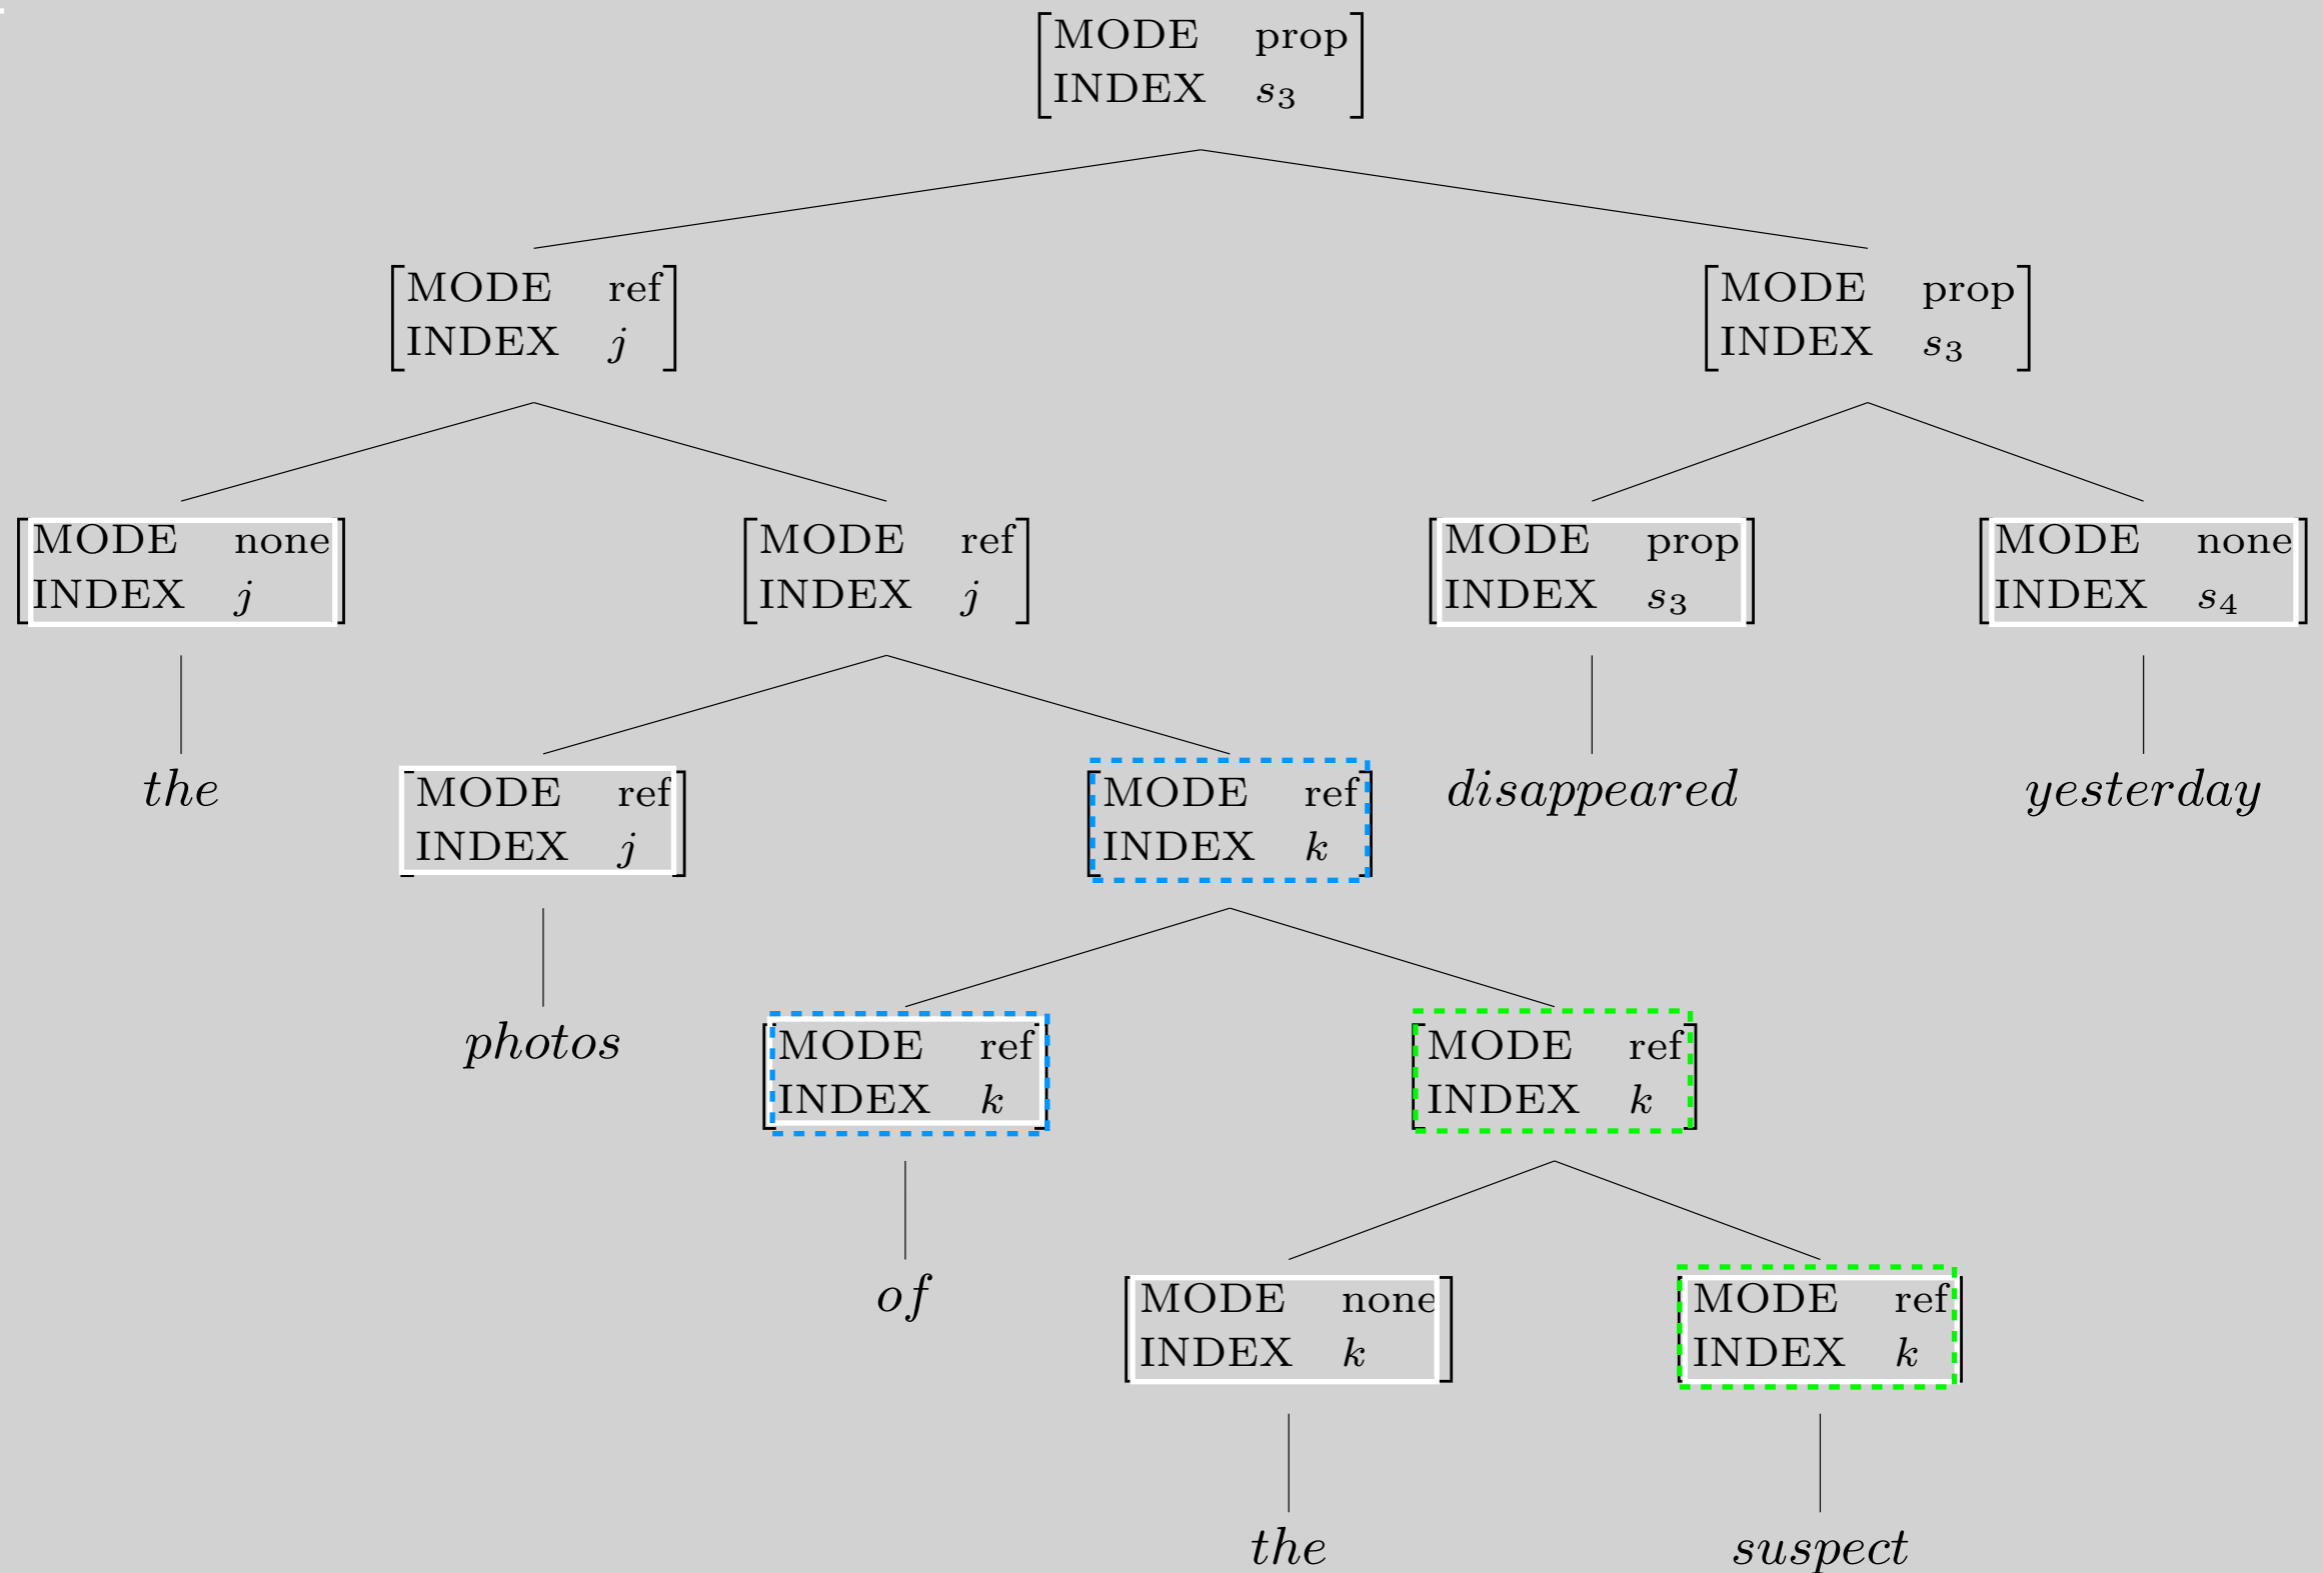 MODE prop
INDEX s₃
MODE ref MODE prop
INDEX j INDEX s₃
MODE none MODE ref MODE prop MODE none
INDEX j INDEX j INDEX s₃ INDEX s₄
the MODE ref MODE ref disappeared yesterday
INDEX j INDEX k
photos MODE ref MODE ref
INDEX k INDEX k
of MODE none MODE ref
INDEX k INDEX k
the suspect